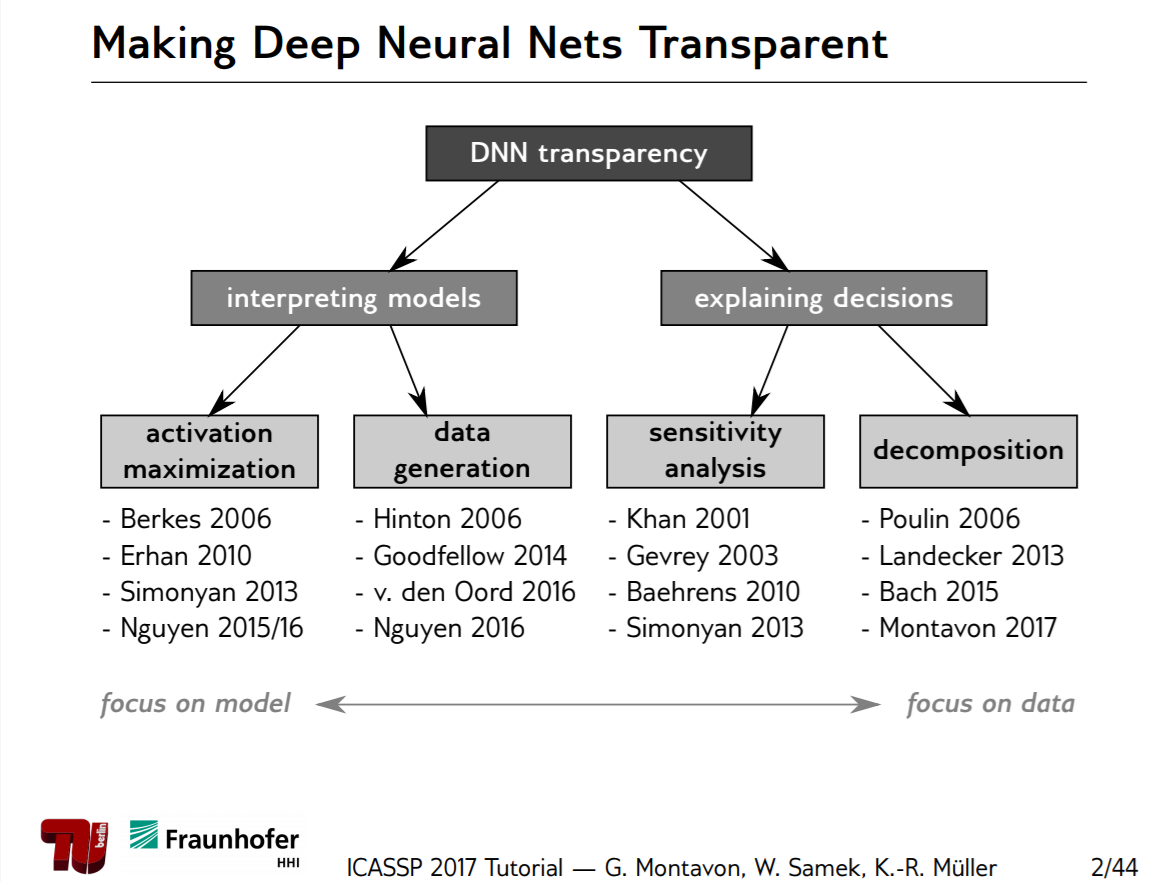 Making Deep Neural Nets Transparent
DNN transparency
interpreting models
explaining decisions
activation
maximization
data
generation
sensitivity
analysis
decomposition
- Berkes 2006
- Erhan 2010
- Simonyan 2013
- Nguyen 2015/16
- Hinton 2006
- Goodfellow 2014
- v. den Oord 2016
- Nguyen 2016
- Khan 2001
- Gevrey 2003
- Baehrens 2010
- Simonyan 2013
- Poulin 2006
- Landecker 2013
- Bach 2015
- Montavon 2017
focus on model
focus on data
TU berlin
Fraunhofer
HHI
ICASSP 2017 Tutorial — G. Montavon, W. Samek, K.-R. Müller
2/44